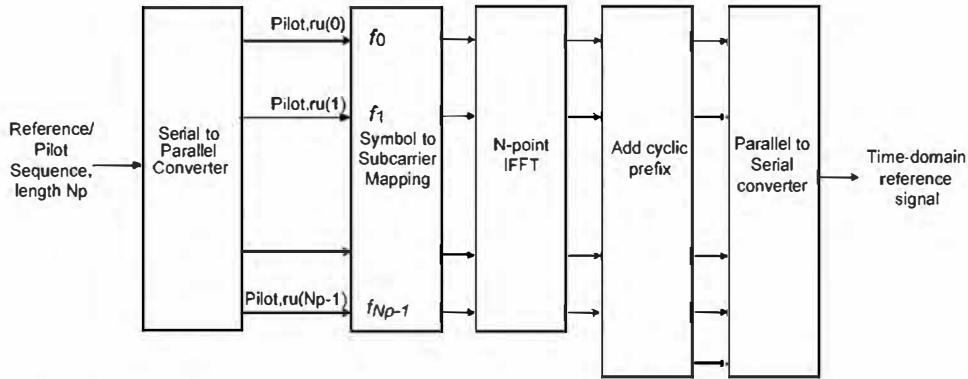 Reference/
Pilot
Sequence,
length Np
Serial to
Parallel
Converter
Pilot,ru(0)
Pilot,ru(1)
Pilot,ru(Np-1)
f0
f1
Symbol to
Subcarrier
Mapping
fNp-1
N-point
IFFT
Add cyclic
prefix
Parallel to
Serial
converter
Time-domain
reference
signal